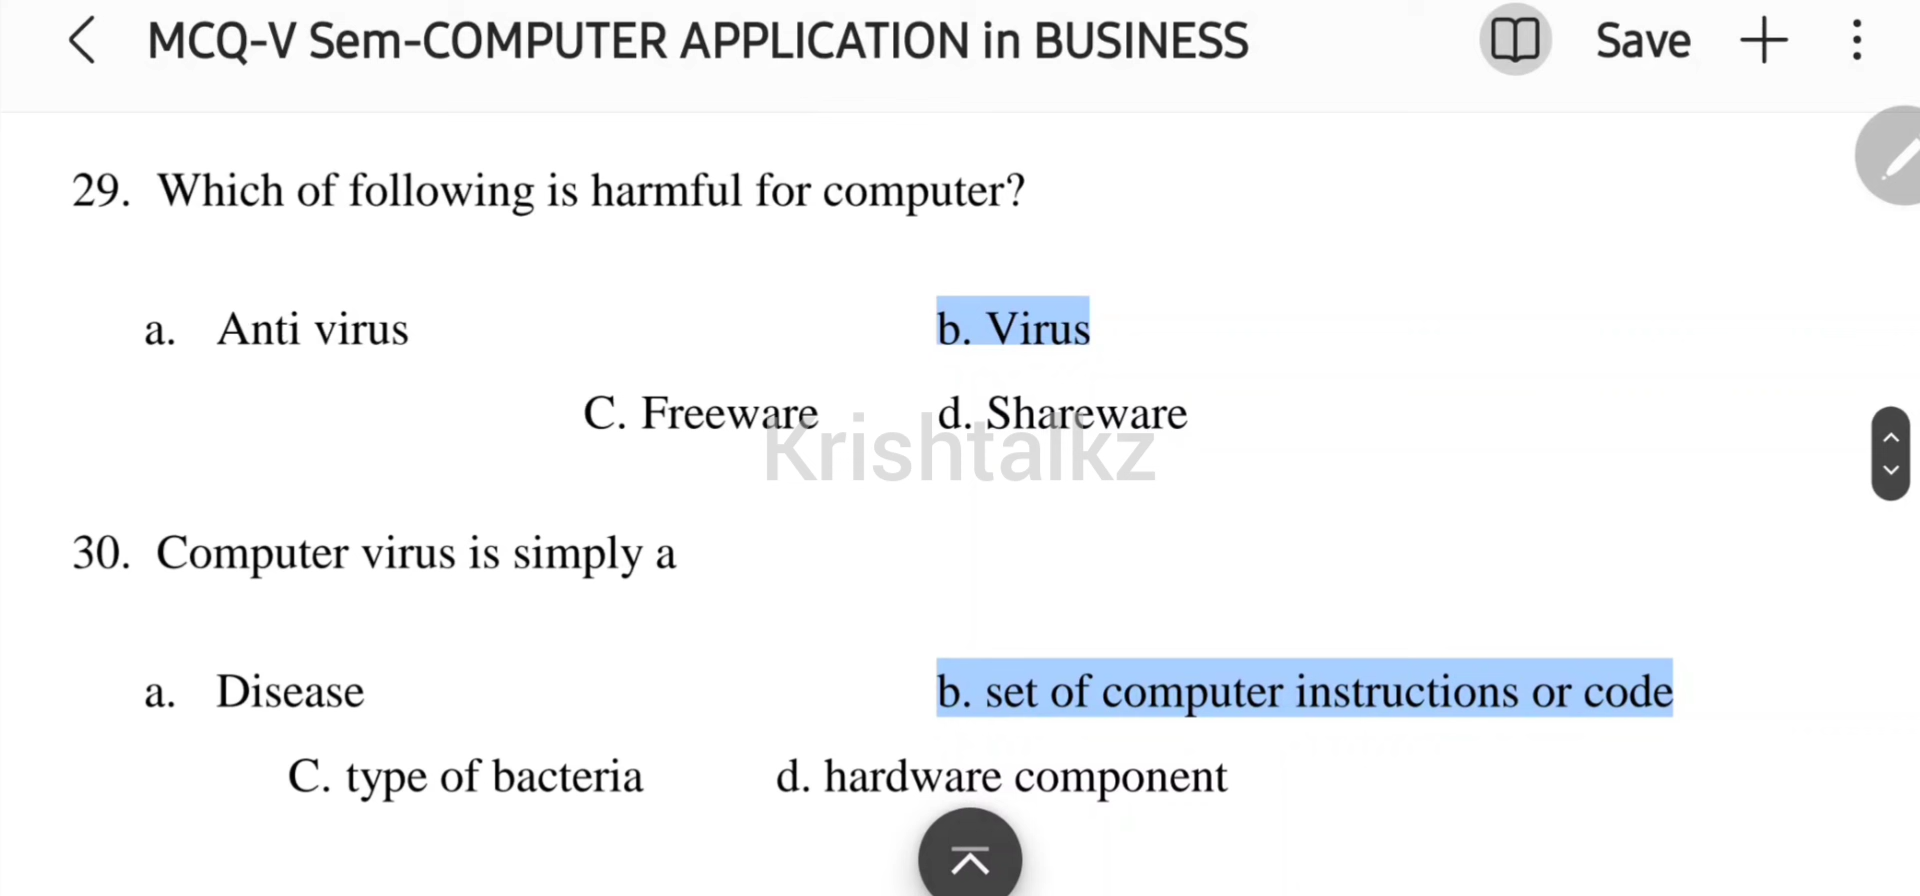 MCQ-V Sem-COMPUTER APPLICATION in BUSINESS Save
29. Which of following is harmful for computer?
a. Anti virus b. Virus
C. Freeware d. Shareware
Krishtalkz
30. Computer virus is simply a
a. Disease b. set of computer instructions or code
C. type of bacteria d. hardware component